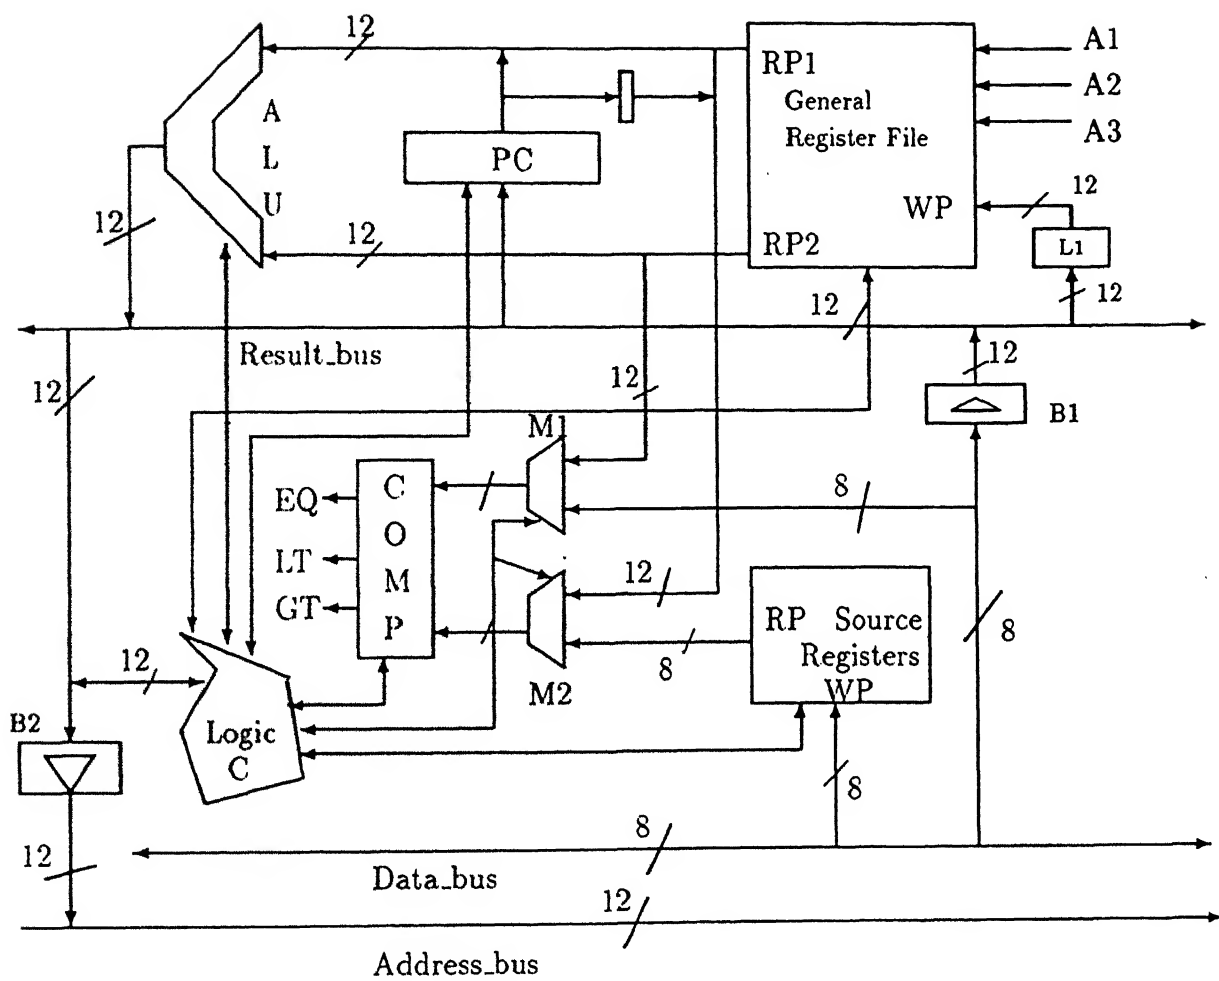 12
RP1
General
Register File
A1
A2
A3
A
L
U
PC
12
WP
12
12
RP2
L1
12
12
Result_bus
12
12
12
B1
M1
C
O
M
P
EQ
LT
GT
8
12
RP Source
Registers
WP
8
8
12
M2
B2
Logic
C
8
8
12
Data_bus
12
Address_bus